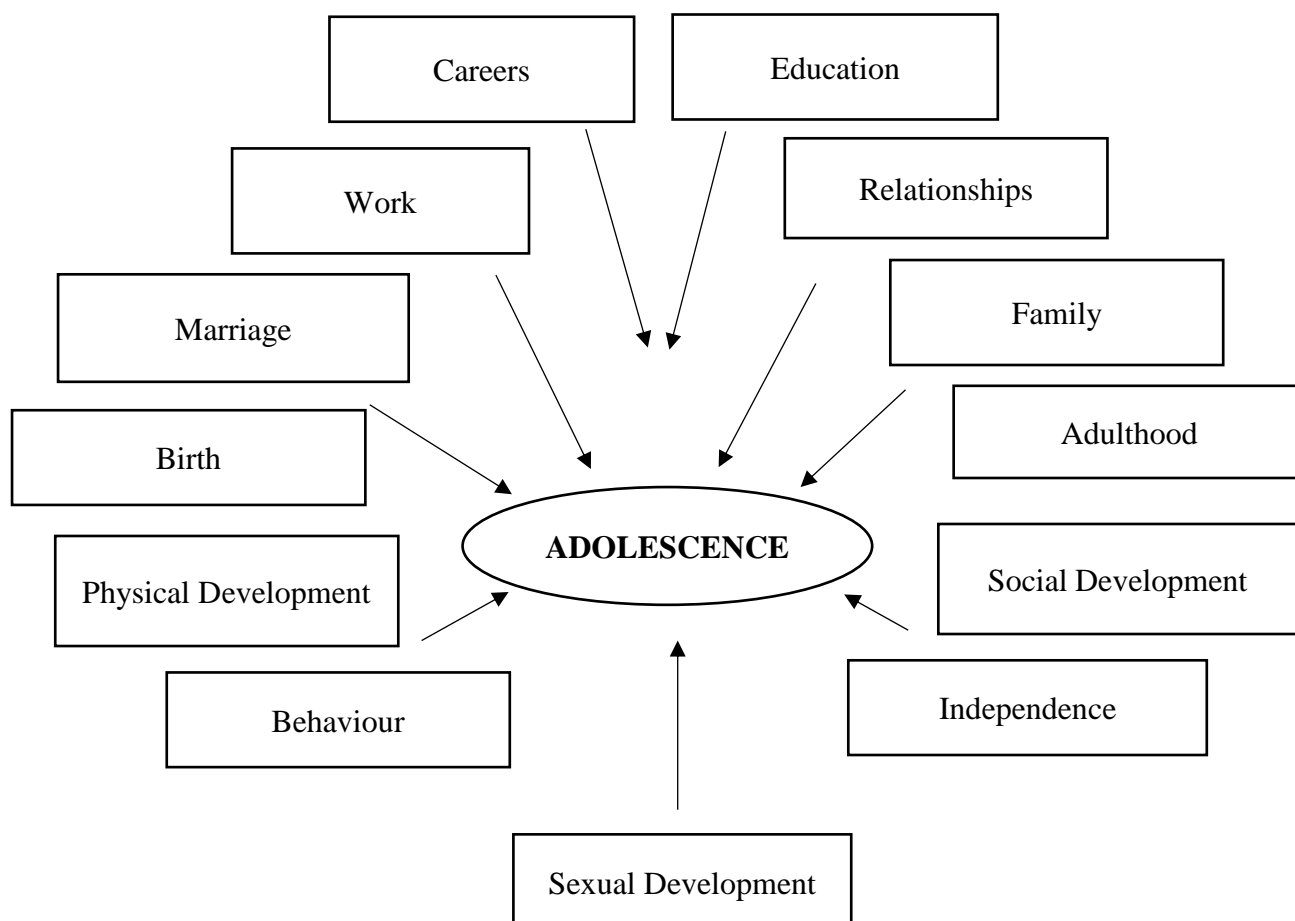 Careers
Education
Work
Relationships
Marriage
Family
Birth
Adulthood
ADOLESCENCE
Physical Development
Social Development
Behaviour
Independence
Sexual Development